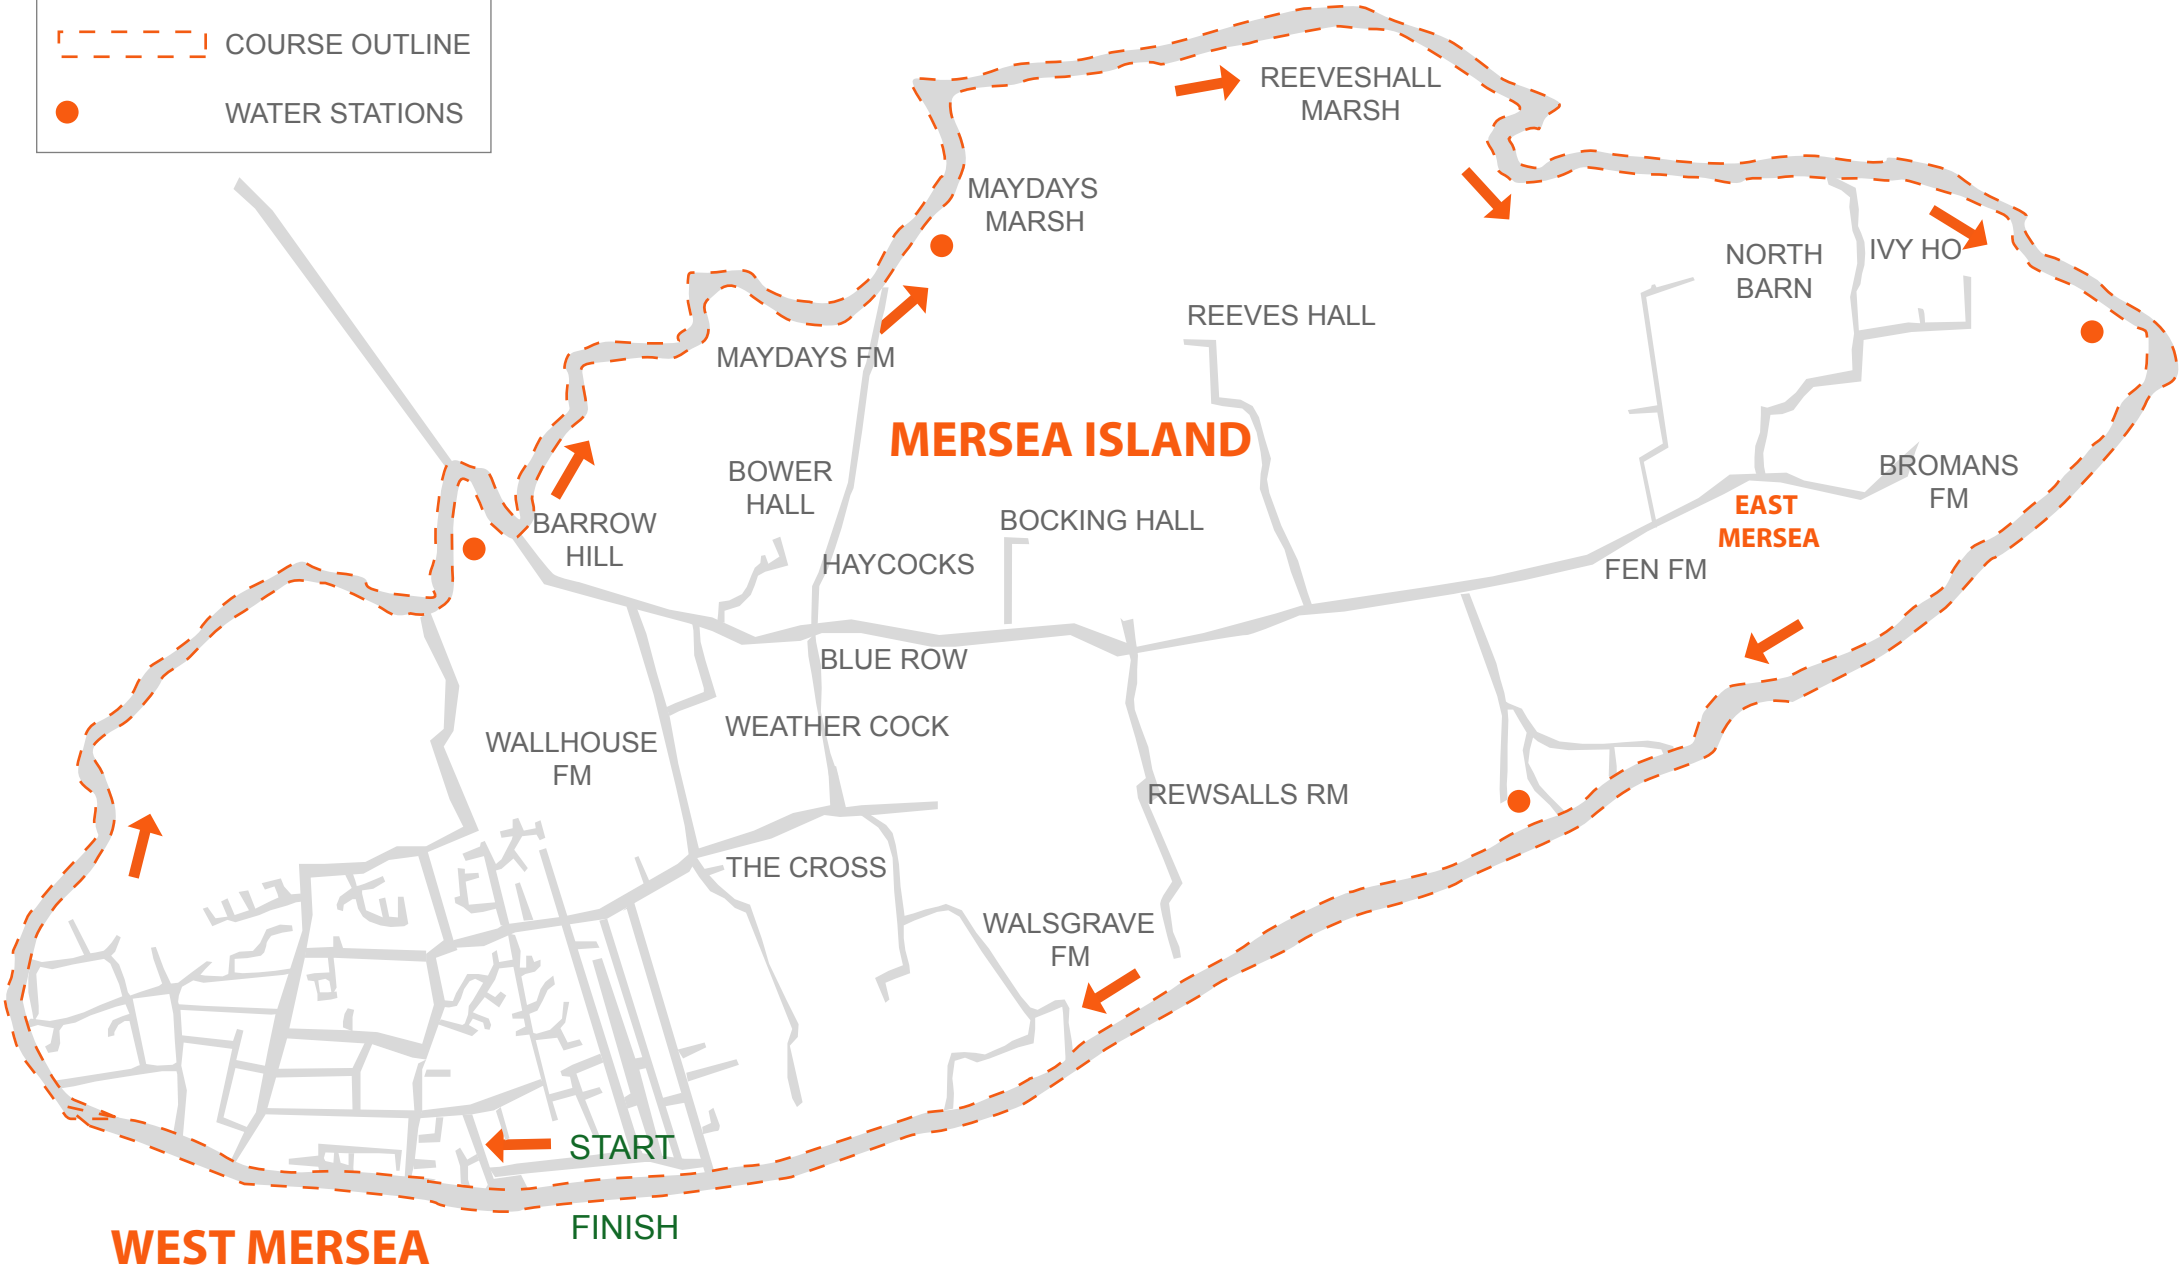 COURSE OUTLINE
WATER STATIONS
REEVESHALL
MARSH
MAYDAYS
MARSH
NORTH
BARN
IVY HO
REEVES HALL
MAYDAYS FM
MERSEA ISLAND
BOWER
HALL
BROMANS
FM
EAST
MERSEA
BARROW
HILL
BOCKING HALL
HAYCOCKS
FEN FM
BLUE ROW
WEATHER COCK
WALLHOUSE
FM
REWSALLS RM
THE CROSS
WALSGRAVE
FM
START
FINISH
WEST MERSEA